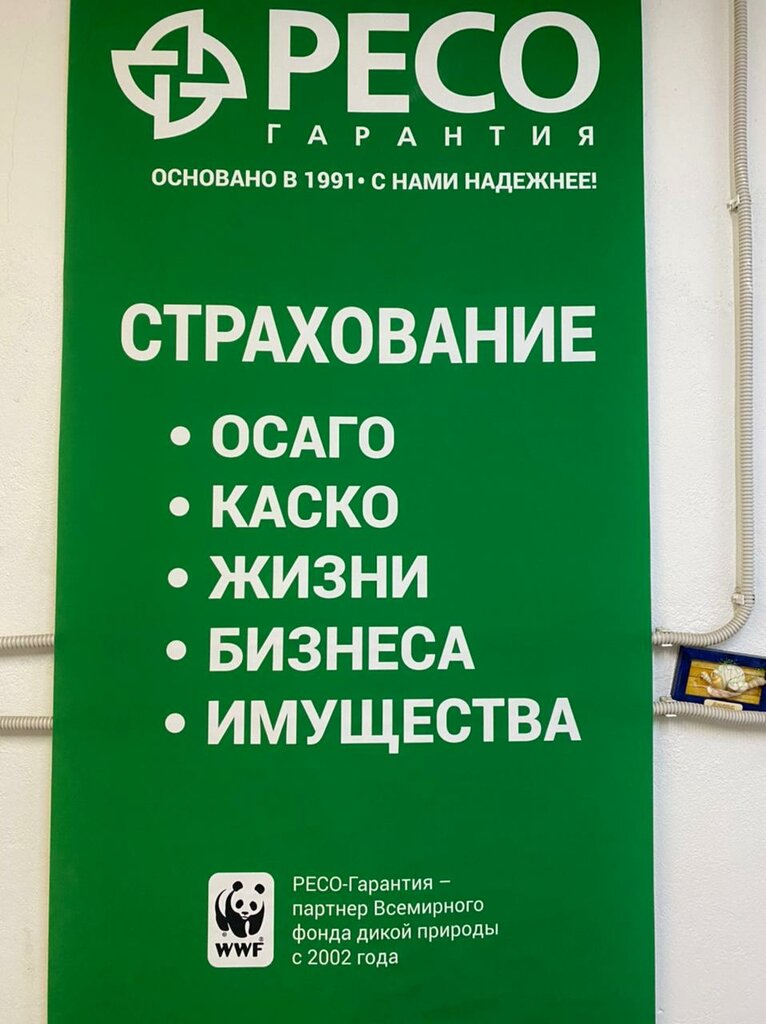 РЕСО
ГАРАНТИЯ
ОСНОВАНО В 1991• С НАМИ НАДЕЖНЕЕ!
СТРАХОВАНИЕ
• ОСАГО
• КАСКО
• ЖИЗНИ
• БИЗНЕСА
• ИМУЩЕСТВА
WWF
РЕСО-Гарантия –
партнер Всемирного
фонда дикой природы
с 2002 года